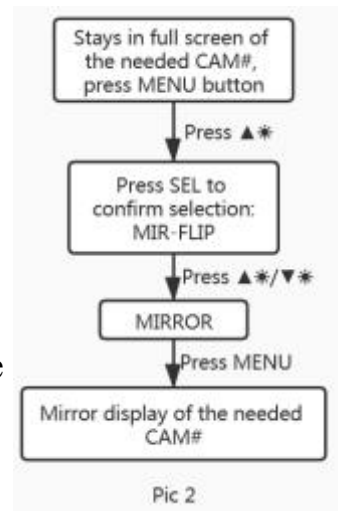 Stays in full screen of
the needed CAM#,
press MENU button
Press ▲☀
Press SEL to
confirm selection:
MIR-FLIP
Press ▲☀/▼☀
MIRROR
e
Press MENU
Mirror display of the needed
CAM#
Pic 2